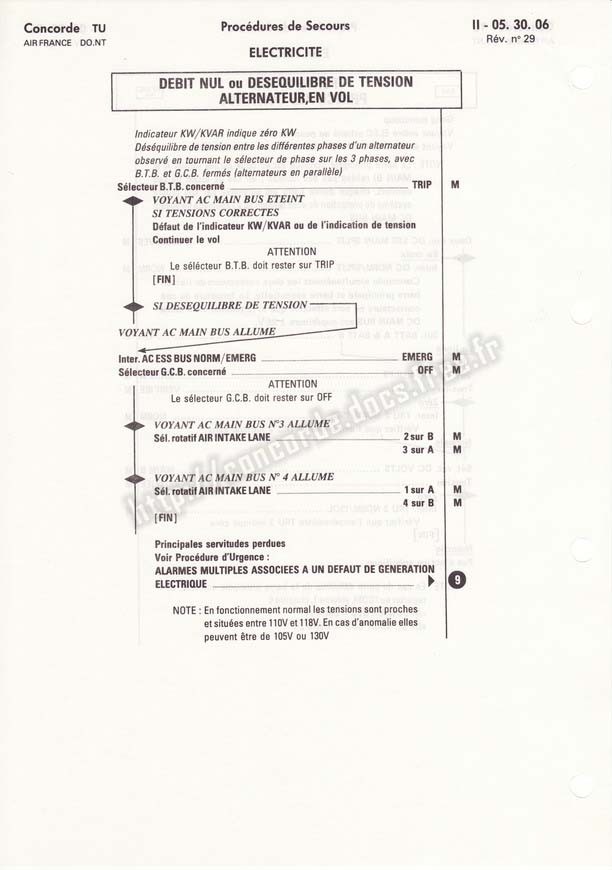 Concorde TU
Procédures de Secours
II - 05. 30. 06
AIR FRANCE DO.NT
Rév. n° 29
ELECTRICITE
DEBIT NUL ou DESEQUILIBRE DE TENSION
ALTERNATEUR,EN VOL
Indicateur KW/KVAR indique zéro KW
Déséquilibre de tension entre les différentes phases d'un alternateur
observé en tournant le sélecteur de phase sur les 3 phases, avec
B.T.B. et G.C.B. fermés (alternateurs en parallèle)
Sélecteur B.T.B. concerné TRIP M
VOYANT AC MAIN BUS ETEINT
SI TENSIONS CORRECTES
Défaut de l'indicateur KW/KVAR ou de l'indication de tension
Continuer le vol
ATTENTION
Le sélécteur B.T.B. doit rester sur TRIP
[FIN]
SI DESEQUILIBRE DE TENSION
VOYANT AC MAIN BUS ALLUME
Inter. AC ESS BUS NORM/EMERG EMERG M
Sélecteur G.C.B. concerné OFF M
ATTENTION
Le sélecteur G.C.B. doit rester sur OFF
VOYANT AC MAIN BUS N°3 ALLUME
Sél. rotatif AIR INTAKE LANE 2 sur B M
3 sur A M
VOYANT AC MAIN BUS N° 4 ALLUME
Sél. rotatif AIR INTAKE LANE 1 sur A M
4 sur B M
[FIN]
Principales servitudes perdues
Voir Procédure d'Urgence :
ALARMES MULTIPLES ASSOCIEES A UN DEFAUT DE GENERATION
ELECTRIQUE 9
NOTE : En fonctionnement normal les tensions sont proches
et situées entre 110V et 118V. En cas d'anomalie elles
peuvent être de 105V ou 130V
http://concorde.docs.free.fr